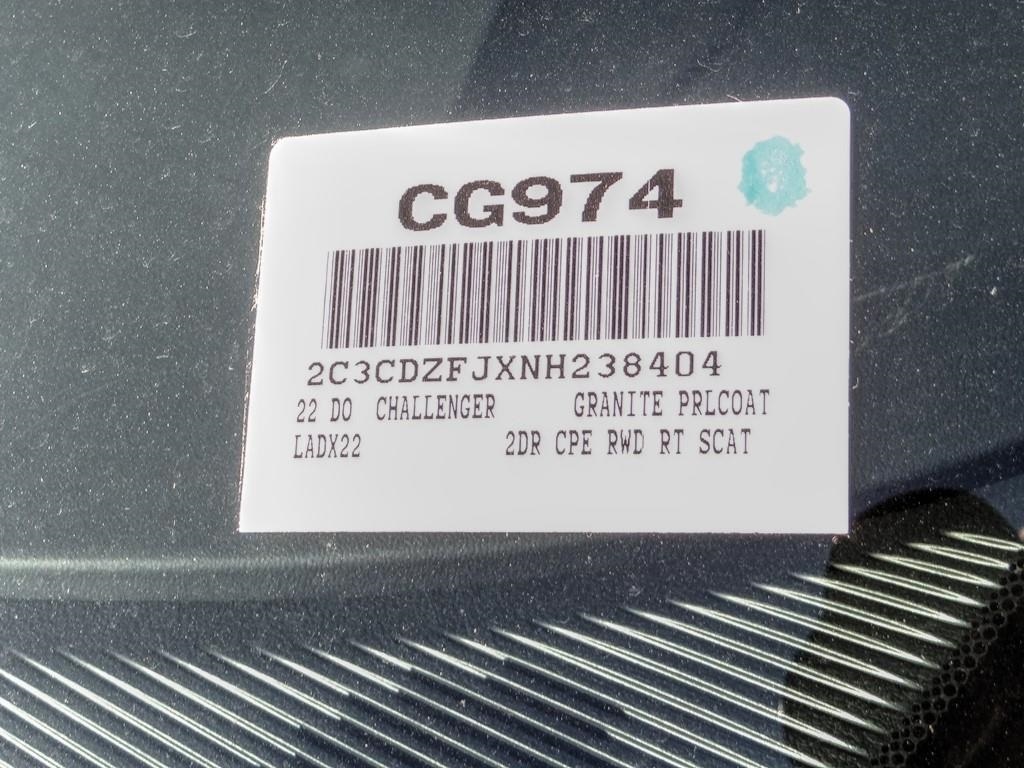 CG974
2C3CDZFJXNH238404
22 DO CHALLENGER GRANITE PRLCOAT
LADX22 2DR CPE RWD RT SCAT